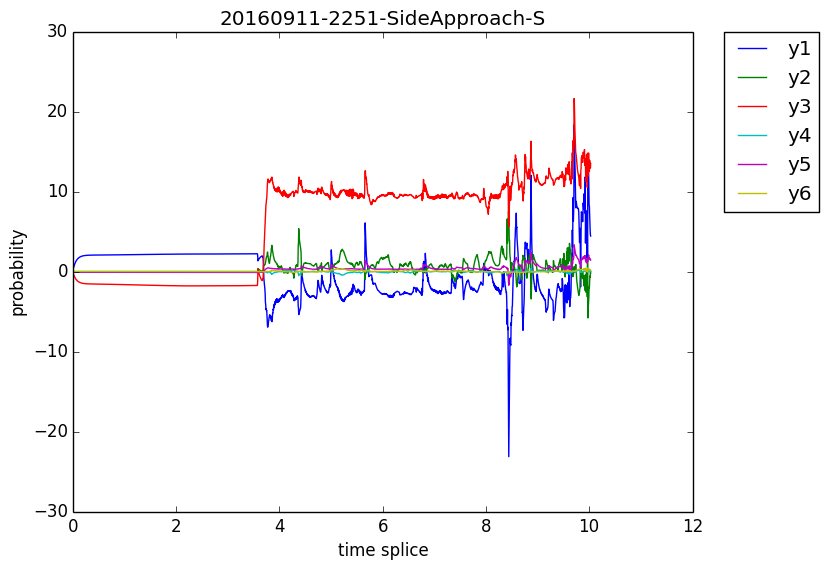 20160911-2251-SideApproach-S
30
20
10
0
−10
−20
−30
probability
0 2 4 6 8 10 12
time splice
y1
y2
y3
y4
y5
y6